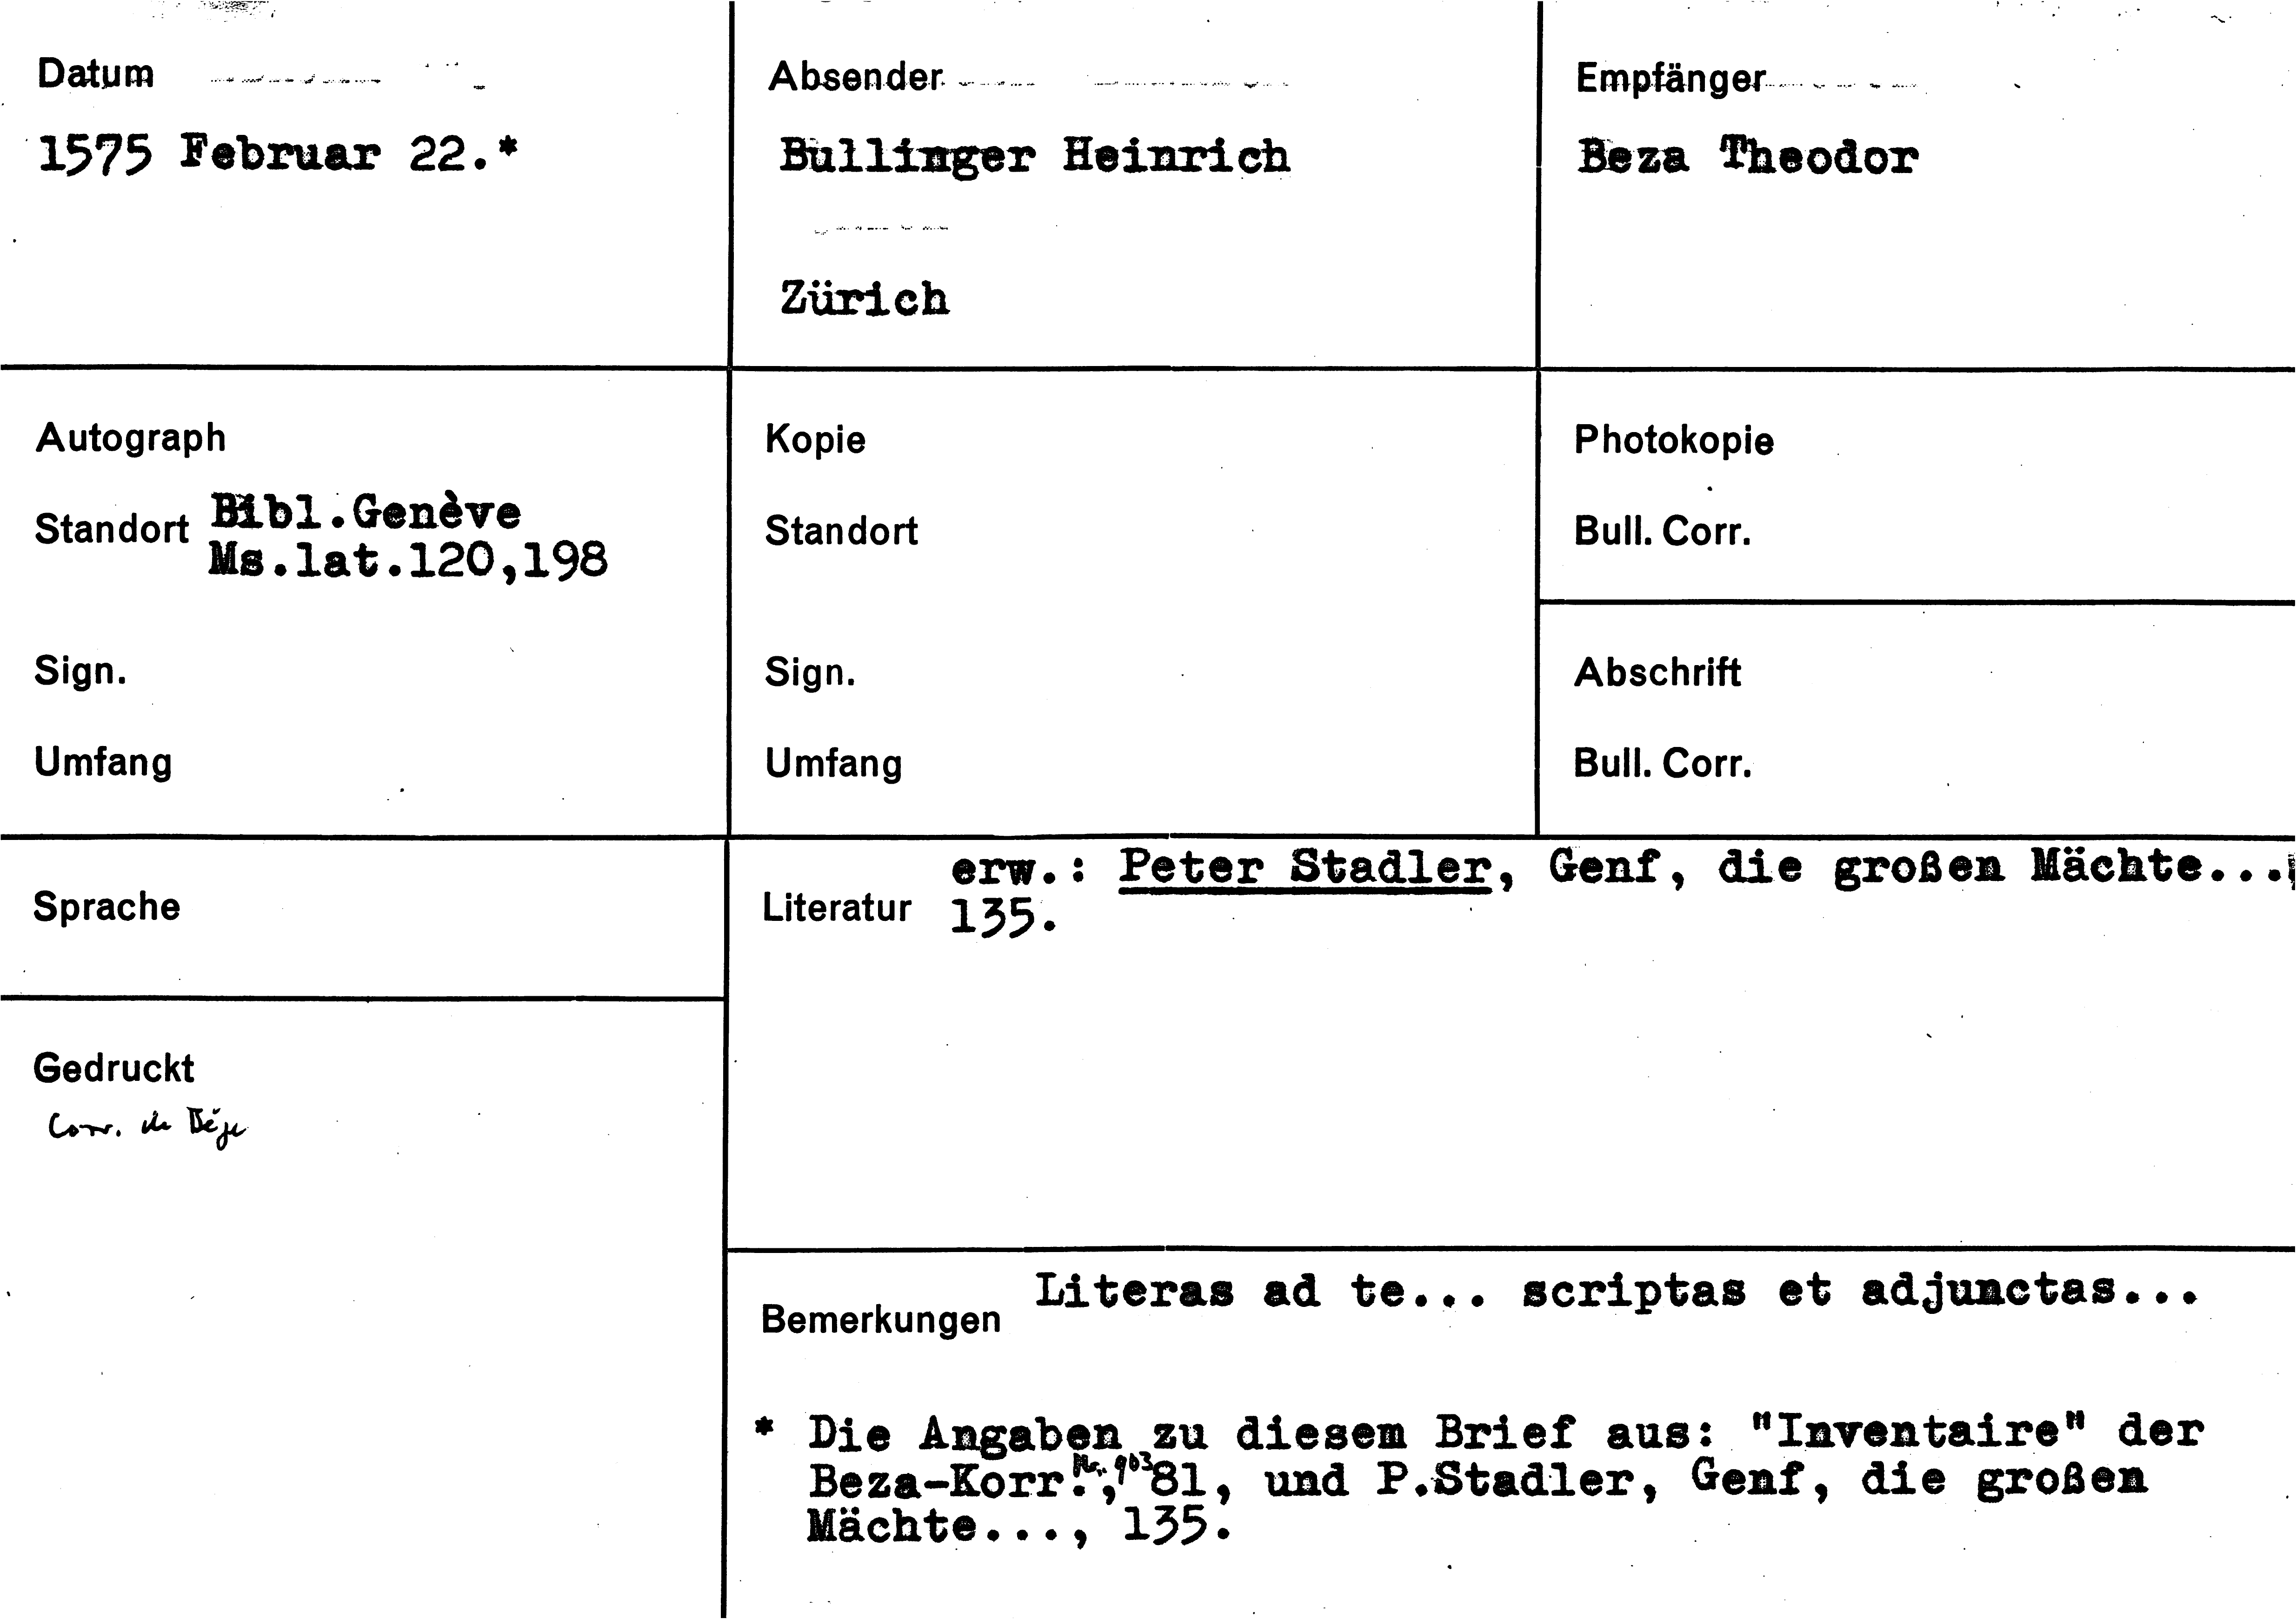 Datum
1575 Februar 22.*
Absender
Bullinger Heinrich
Zürich
Empfänger
Beza Theodor
Autograph
Standort Bibl.Genève
Ms.lat.120,198
Sign.
Umfang
Kopie
Standort
Sign.
Umfang
Photokopie
Bull. Corr.
Abschrift
Bull. Corr.
Sprache
Gedruckt
Corr. de Bèze
erw.: Peter Stadler, Genf, die großen Mächte...,
Literatur 135.
Literas ad te... scriptas et adjunctas...
Bemerkungen
* Die Angaben zu diesem Brief aus: "Inventaire" der
Nr. 903
Beza-Korr., 81, und P.Stadler, Genf, die großen
Mächte..., 135.